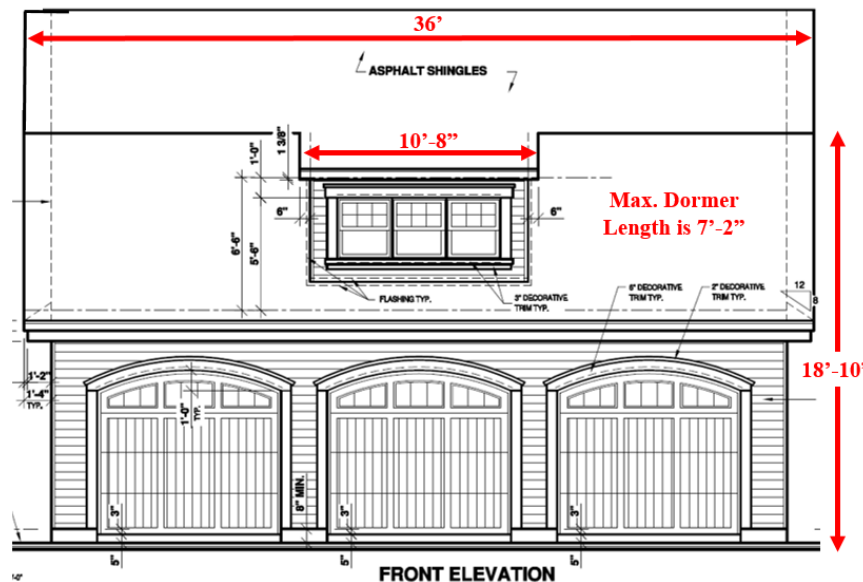 36’
ASPHALT SHINGLES
10’-8”
1 3/8"
1'-0"
Max. Dormer
Length is 7’-2”
6"
6"
6'-6"
5'-6"
12
8
FLASHING TYP.
3" DECORATIVE
TRIM TYP.
6" DECORATIVE
TRIM TYP.
2" DECORATIVE
TRIM TYP.
18’-10’
1'-2"
1'-4"
TYP.
1'-0"
TYP.
8" MIN.
3"
3"
3"
5"
5"
5"
FRONT ELEVATION